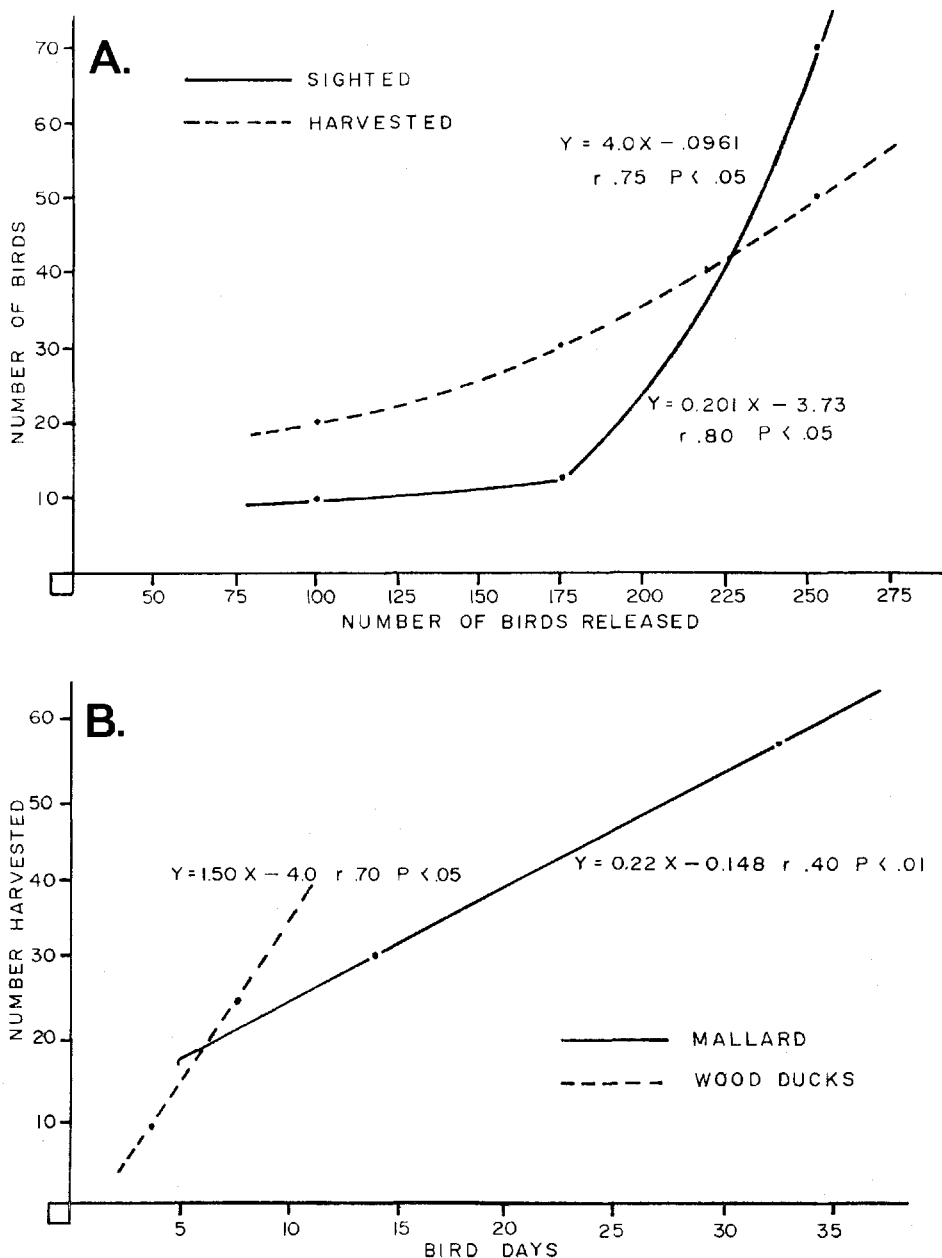 A.
SIGHTED
HARVESTED
Y = 4.0X - .0961
r .75 P < .05
Y = 0.201 X - 3.73
r .80 P < .05
NUMBER OF BIRDS
70
60
50
40
30
20
10
50 75 100 125 150 175 200 225 250 275
NUMBER OF BIRDS RELEASED
B.
Y = 1.50 X - 4.0 r .70 P < .05
Y = 0.22 X - 0.148 r .40 P < .01
MALLARD
WOOD DUCKS
NUMBER HARVESTED
60
50
40
30
20
10
5 10 15 20 25 30 35
BIRD DAYS